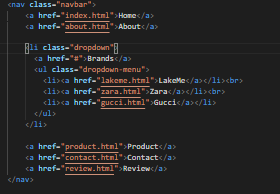 <nav class="navbar">
<a href="index.html">Home</a>
<a href="about.html">About</a>
<li class="dropdown">
<a href="#">Brands</a>
<ul class="dropdown-menu">
<li><a href="lakeme.html">LakeMe</a></li><br>
<li><a href="zara.html">Zara</a></li><br>
<li><a href="gucci.html">Gucci</a></li>
</ul>
</li>
<a href="product.html">Product</a>
<a href="contact.html">Contact</a>
<a href="review.html">Review</a>
</nav>